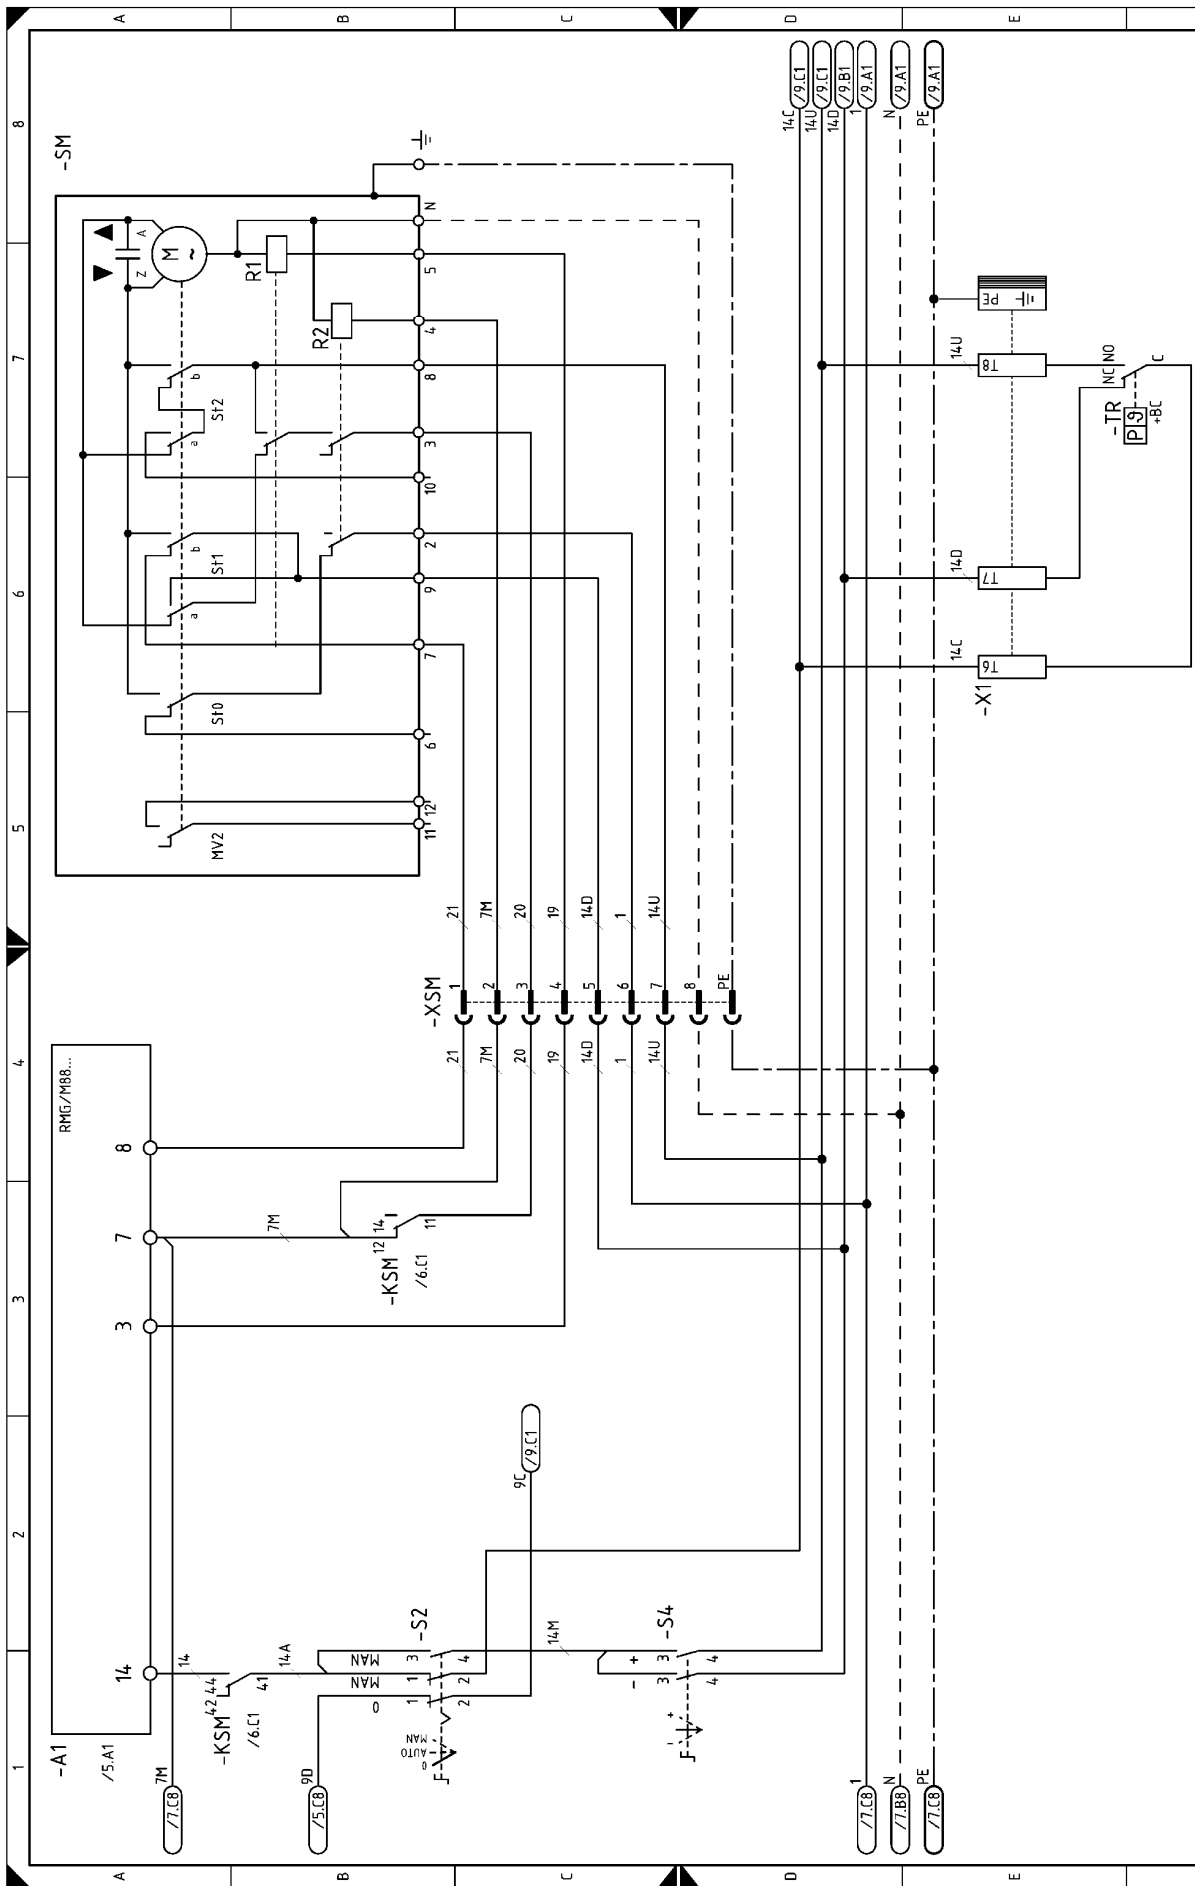 1
2
3
4
5
6
7
8
A
B
C
D
E
-A1
/5.A1
RMG/M88...
14
3
7
8
-SM
MV2
St0
St1
St2
a
b
a
b
Z
A
M
~
R1
R2
11
12
6
7
9
2
10
3
8
4
5
N
7M
/7.C8
14
-KSM
/6.C1
42
44
41
14A
9D
/5.C8
0
MAN
MAN
1
1
3
2
2
4
-S2
0
AUTO
MAN
9C
/9.C1
14M
-
+
3
3
4
4
-S4
-
+
7M
-KSM
/6.C1
12
14
11
-XSM
21
1
21
7M
2
7M
20
3
20
19
4
19
14D
5
14D
1
6
1
14U
7
14U
8
PE
14C
/9.C1
14U
/9.C1
14D
/9.B1
1
/9.A1
N
/9.A1
PE
/9.A1
1
/7.C8
N
/7.B8
PE
/7.C8
-X1
14C
T6
14D
T7
14U
T8
PE
-TR
P
ϑ
+BC
NC
NO
C
A
B
C
D
E